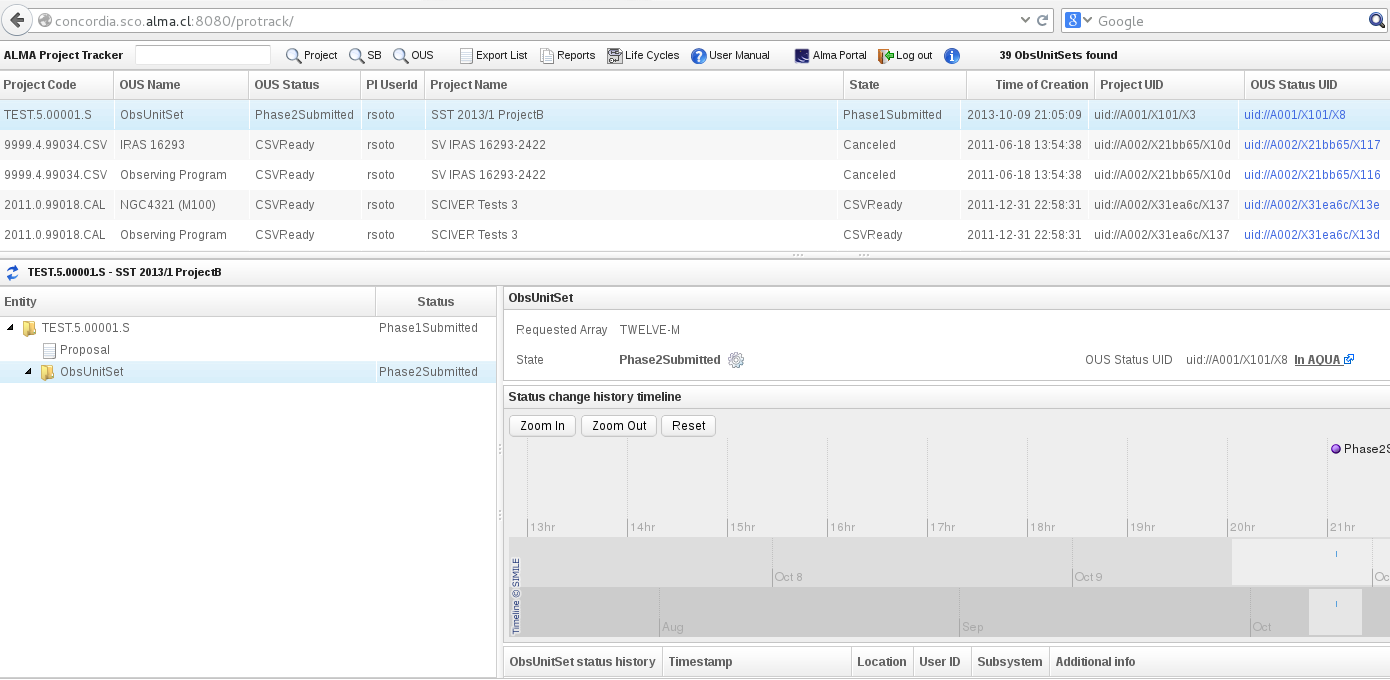 concordia.sco.alma.cl:8080/protrack/ Google
ALMA Project Tracker Project SB OUS Export List Reports Life Cycles User Manual Alma Portal Log out 39 ObsUnitSets found
Project Code OUS Name OUS Status PI UserId Project Name State Time of Creation Project UID OUS Status UID
TEST.5.00001.S ObsUnitSet Phase2Submitted rsoto SST 2013/1 ProjectB Phase1Submitted 2013-10-09 21:05:09 uid://A001/X101/X3 uid://A001/X101/X8
9999.4.99034.CSV IRAS 16293 CSVReady rsoto SV IRAS 16293-2422 Canceled 2011-06-18 13:54:38 uid://A002/X21bb65/X10d uid://A002/X21bb65/X117
9999.4.99034.CSV Observing Program CSVReady rsoto SV IRAS 16293-2422 Canceled 2011-06-18 13:54:38 uid://A002/X21bb65/X10d uid://A002/X21bb65/X116
2011.0.99018.CAL NGC4321 (M100) CSVReady rsoto SCIVER Tests 3 CSVReady 2011-12-31 22:58:31 uid://A002/X31ea6c/X137 uid://A002/X31ea6c/X13e
2011.0.99018.CAL Observing Program CSVReady rsoto SCIVER Tests 3 CSVReady 2011-12-31 22:58:31 uid://A002/X31ea6c/X137 uid://A002/X31ea6c/X13d
TEST.5.00001.S - SST 2013/1 ProjectB
Entity Status
TEST.5.00001.S Phase1Submitted
Proposal
ObsUnitSet Phase2Submitted
ObsUnitSet
Requested Array TWELVE-M
State Phase2Submitted OUS Status UID uid://A001/X101/X8 In AQUA
Status change history timeline
Zoom In Zoom Out Reset
Phase2S
13hr 14hr 15hr 16hr 17hr 18hr 19hr 20hr 21hr
Oct 8 Oct 9 Oc
Aug Sep Oct
Timeline © SIMILE
ObsUnitSet status history Timestamp Location User ID Subsystem Additional info